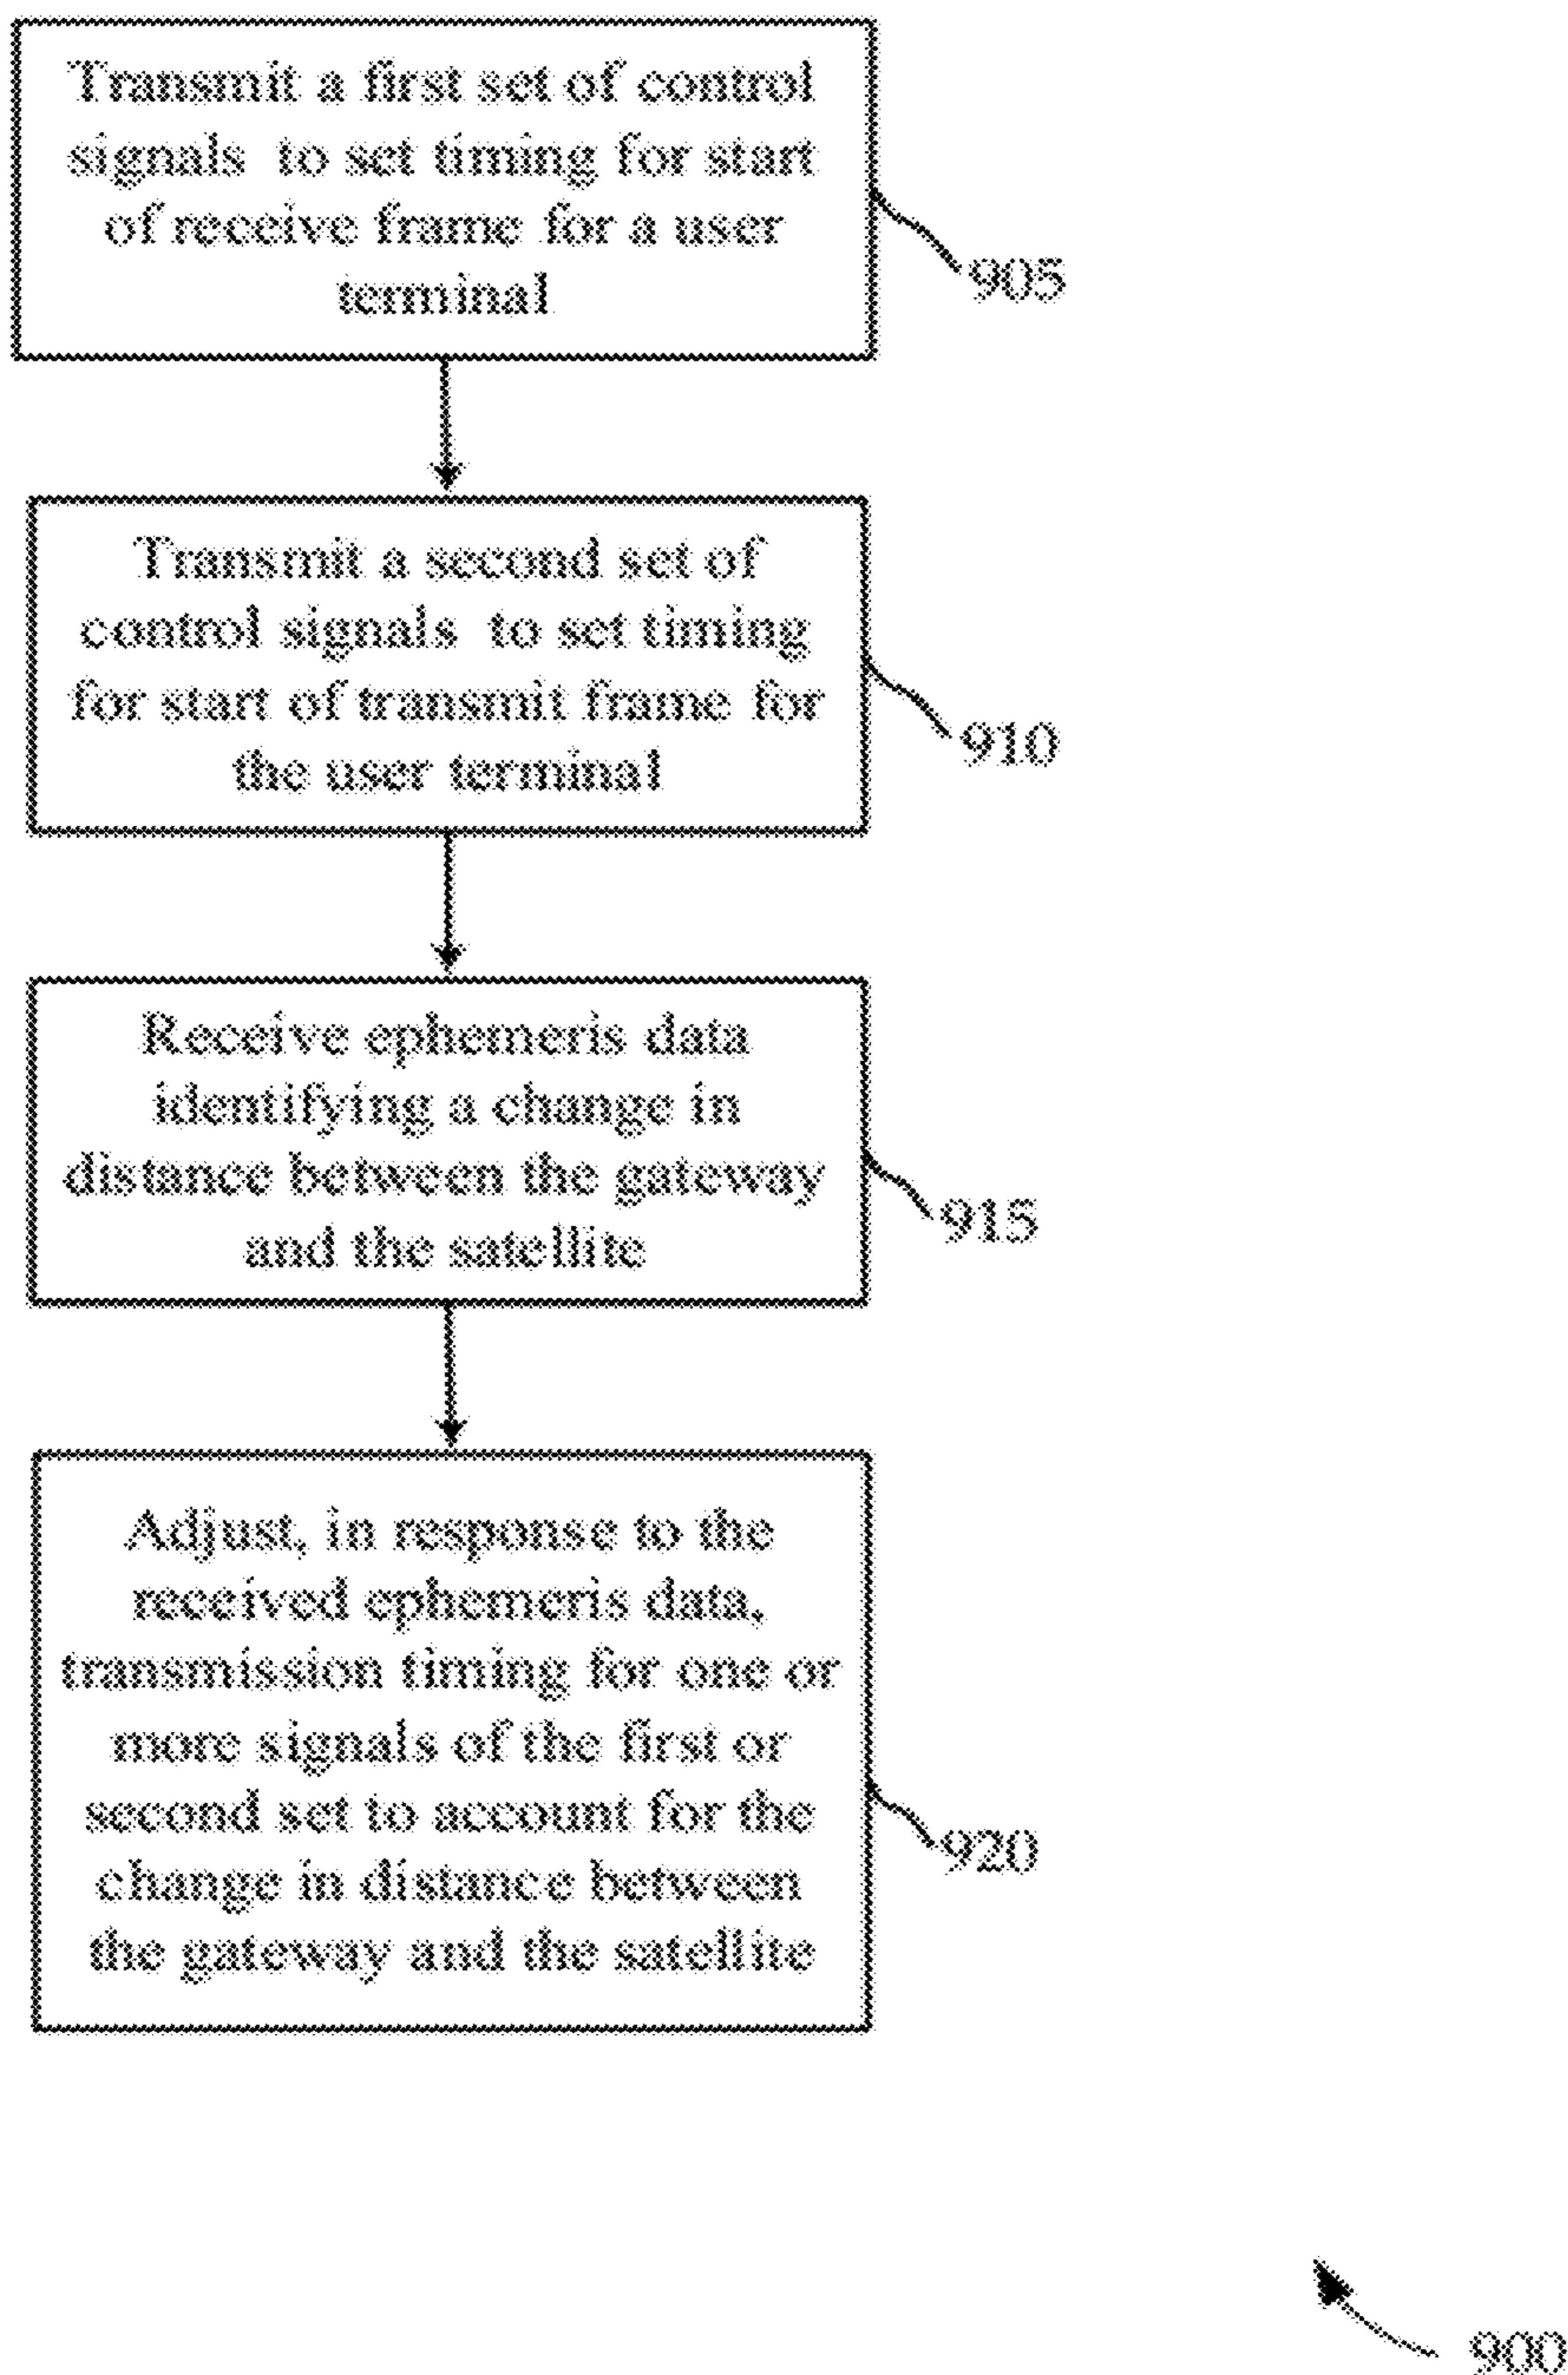 Transmit a first set of control
signals to set timing for start
of receive frame for a user
terminal
905
Transmit a second set of
control signals to set timing
for start of transmit frame for
the user terminal
910
Receive ephemeris data
identifying a change in
distance between the gateway
and the satellite
915
Adjust, in response to the
received ephemeris data,
transmission timing for one or
more signals of the first or
second set to account for the
change in distance between
the gateway and the satellite
920
900